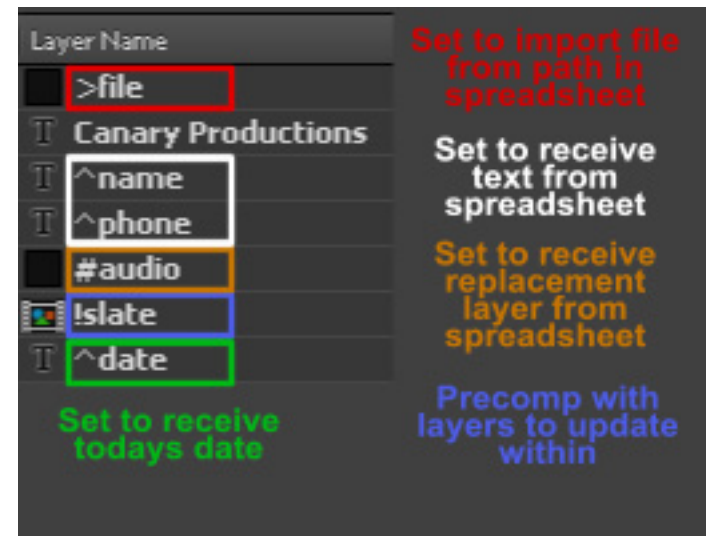 Layer Name
>file
T Canary Productions
T ^name
T ^phone
#audio
!slate
T ^date
Set to receive
todays date
Set to import file
from path in
spreadsheet
Set to receive
text from
spreadsheet
Set to receive
replacement
layer from
spreadsheet
Precomp with
layers to update
within